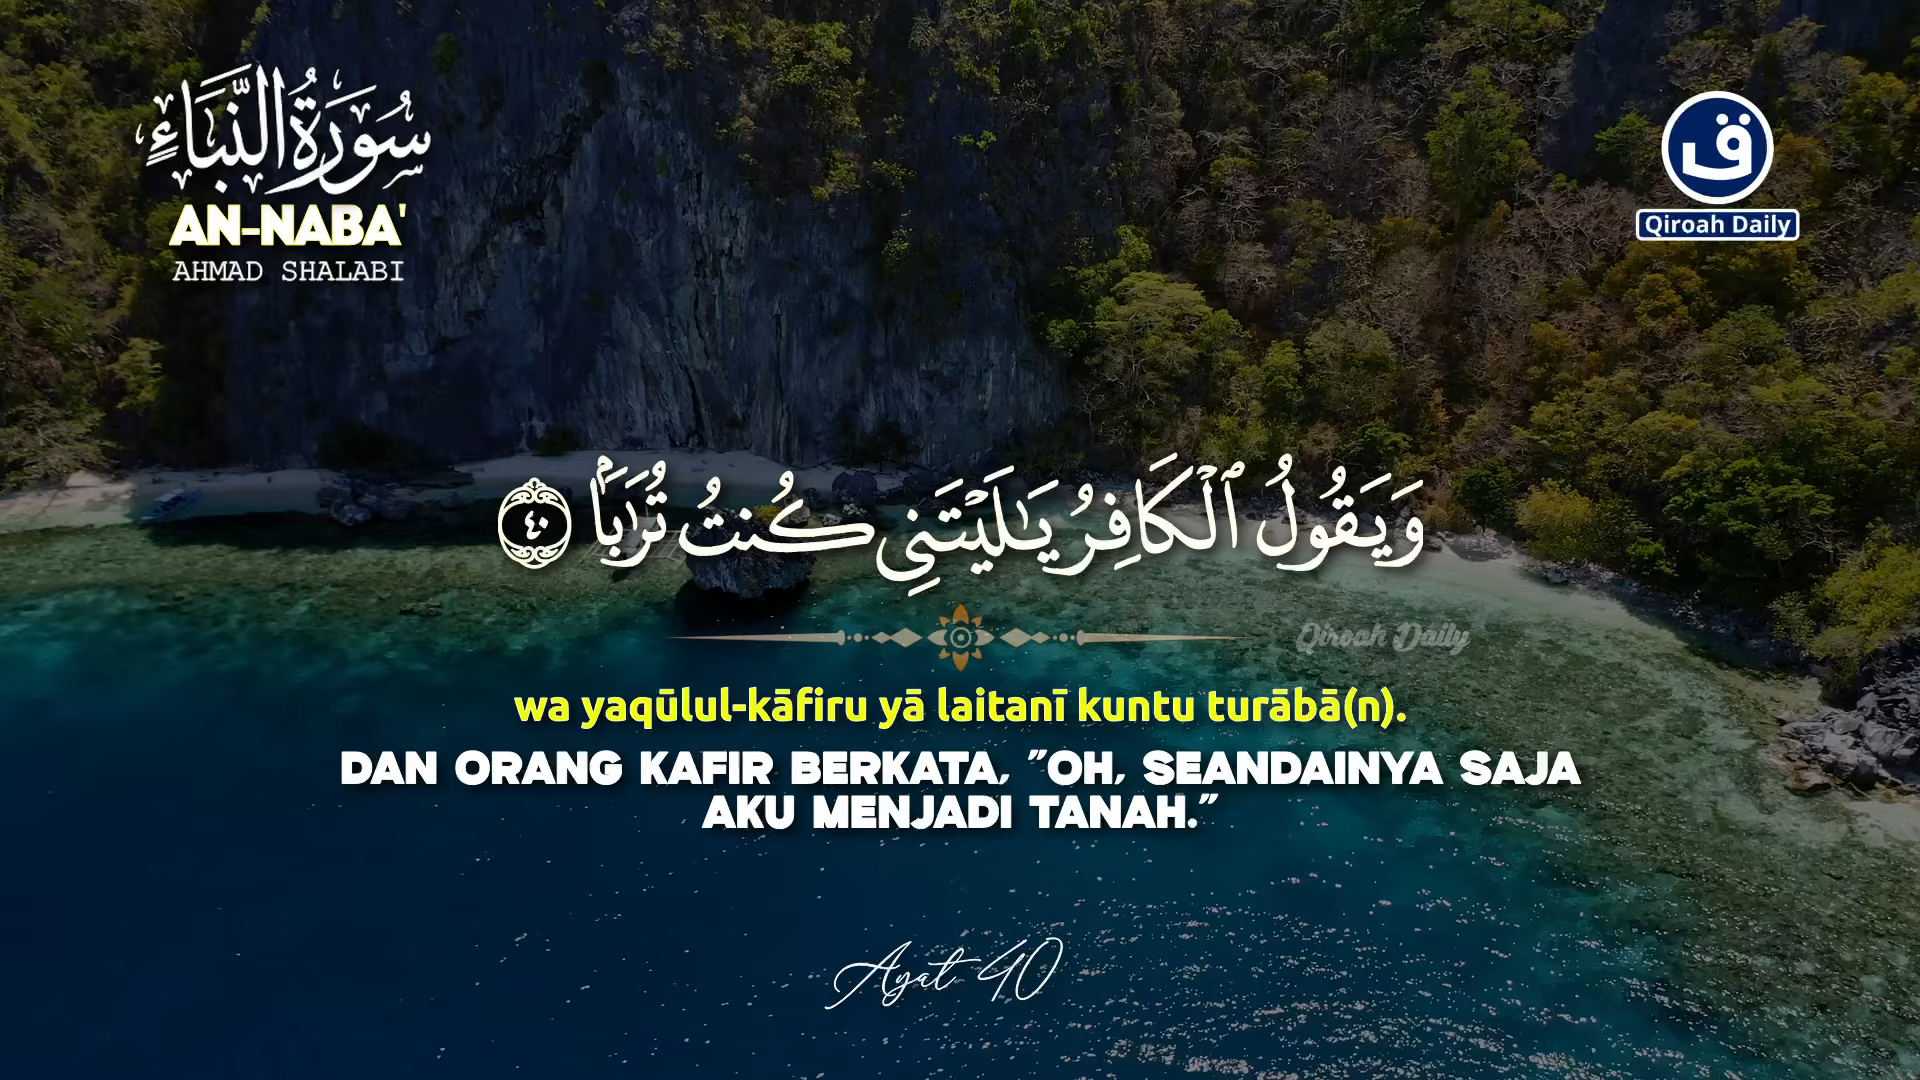 سُورَةُ النَّبَاءِ
AN-NABA'
AHMAD SHALABI
ق
Qiroah Daily
وَيَقُولُ ٱلْكَافِرُ يَٰلَيْتَنِى كُنتُ تُرَٰبَۢا ٤٠
Qiroah Daily
wa yaqūlul-kāfiru yā laitanī kuntu turābā(n).
DAN ORANG KAFIR BERKATA, "OH, SEANDAINYA SAJA
AKU MENJADI TANAH."
Ayat 40